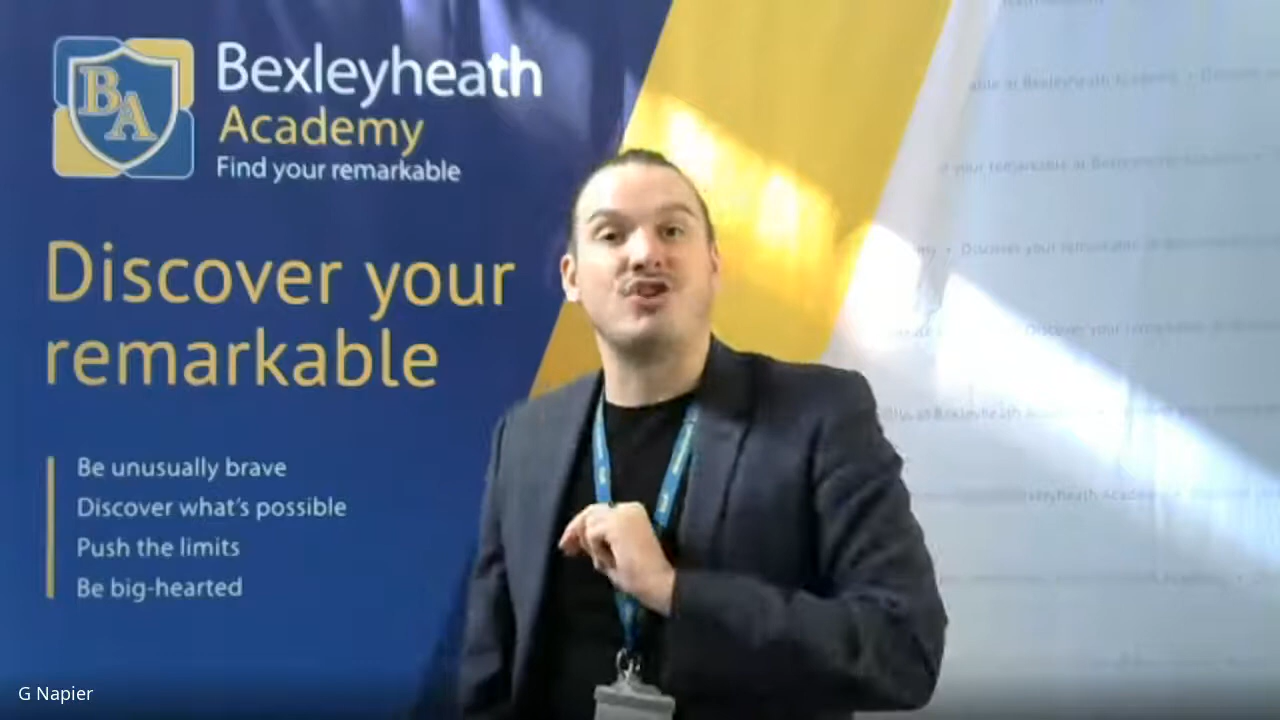 BA
Bexleyheath
Academy
Find your remarkable
Discover your
remarkable
Be unusually brave
Discover what's possible
Push the limits
Be big-hearted
G Napier